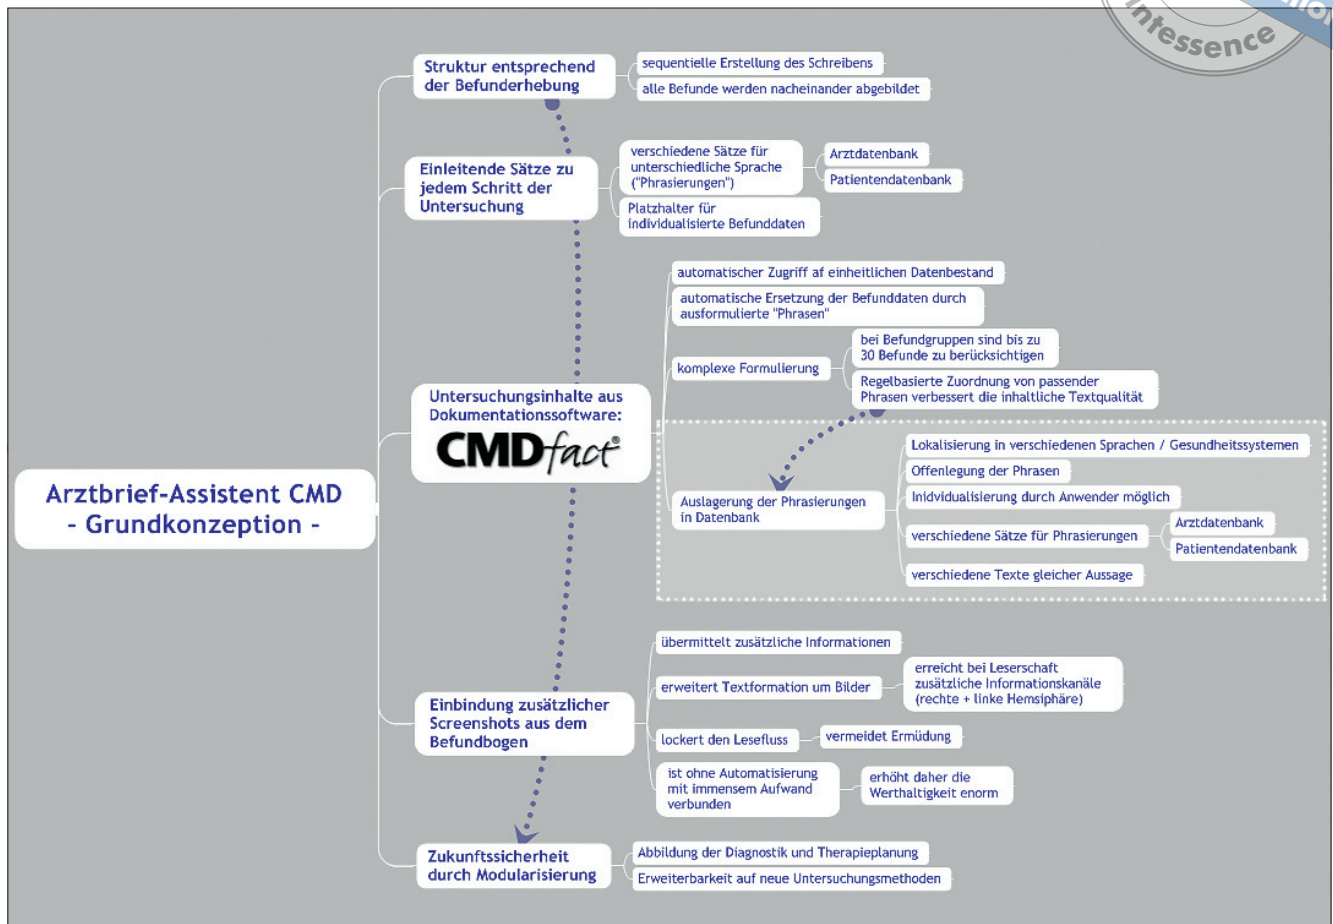 intessence
Arztbrief-Assistent CMD
- Grundkonzeption -
Struktur entsprechend
der Befunderhebung
sequentielle Erstellung des Schreibens
alle Befunde werden nacheinander abgebildet
Einleitende Sätze zu
jedem Schritt der
Untersuchung
verschiedene Sätze für
unterschiedliche Sprache
("Phrasierungen")
Arztdatenbank
Patientendatenbank
Platzhalter für
individualisierte Befunddaten
Untersuchungsinhalte aus
Dokumentationssoftware:
CMDfact®
automatischer Zugriff af einheitlichen Datenbestand
automatische Ersetzung der Befunddaten durch
ausformulierte "Phrasen"
komplexe Formulierung
bei Befundgruppen sind bis zu
30 Befunde zu berücksichtigen
Regelbasierte Zuordnung von passender
Phrasen verbessert die inhaltliche Textqualität
Auslagerung der Phrasierungen
in Datenbank
Lokalisierung in verschiedenen Sprachen / Gesundheitssystemen
Offenlegung der Phrasen
Inidvidualisierung durch Anwender möglich
verschiedene Sätze für Phrasierungen
Arztdatenbank
Patientendatenbank
verschiedene Texte gleicher Aussage
Einbindung zusätzlicher
Screenshots aus dem
Befundbogen
übermittelt zusätzliche Informationen
erweitert Textformation um Bilder
erreicht bei Leserschaft
zusätzliche Informationskanäle
(rechte + linke Hemsiphäre)
lockert den Lesefluss
vermeidet Ermüdung
ist ohne Automatisierung
mit immensem Aufwand
verbunden
erhöht daher die
Werthaltigkeit enorm
Zukunftssicherheit
durch Modularisierung
Abbildung der Diagnostik und Therapieplanung
Erweiterbarkeit auf neue Untersuchungsmethoden